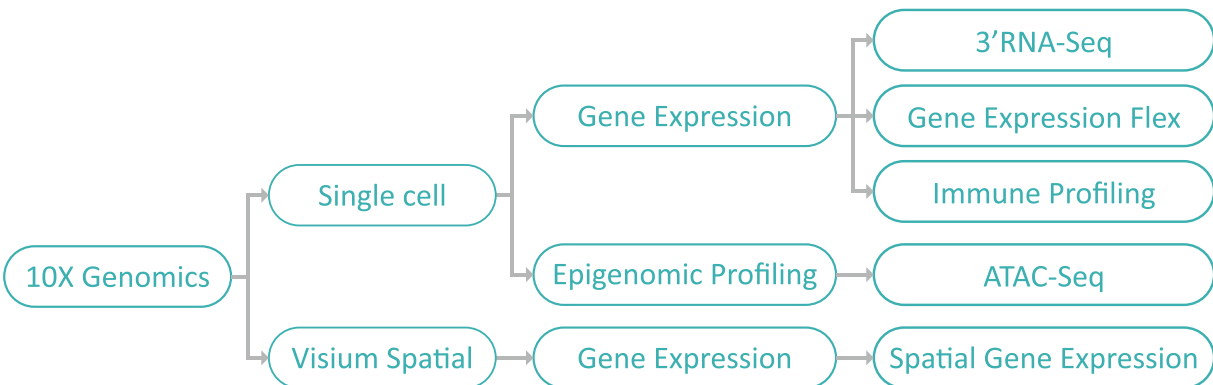 3’RNA-Seq
Gene Expression
Gene Expression Flex
Single cell
Immune Profiling
10X Genomics
Epigenomic Profiling
ATAC-Seq
Visium Spatial
Gene Expression
Spatial Gene Expression